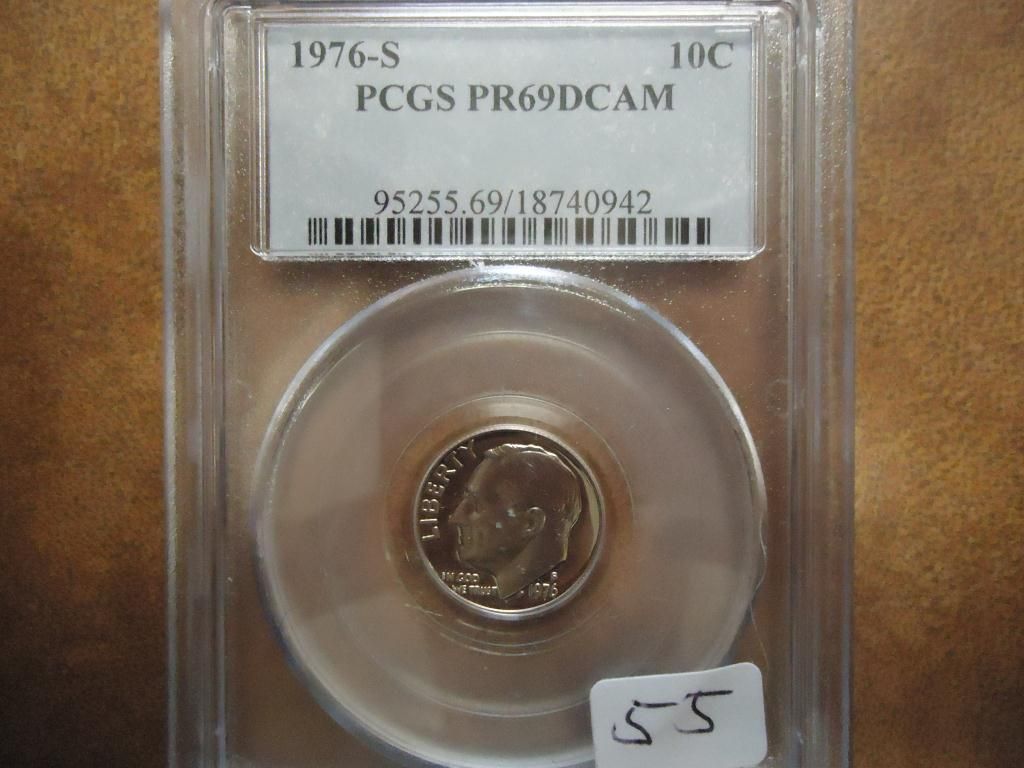 1976-S 10C
PCGS PR69DCAM
95255.69/18740942
LIBERTY
IN GOD
WE TRUST
S
1976
55